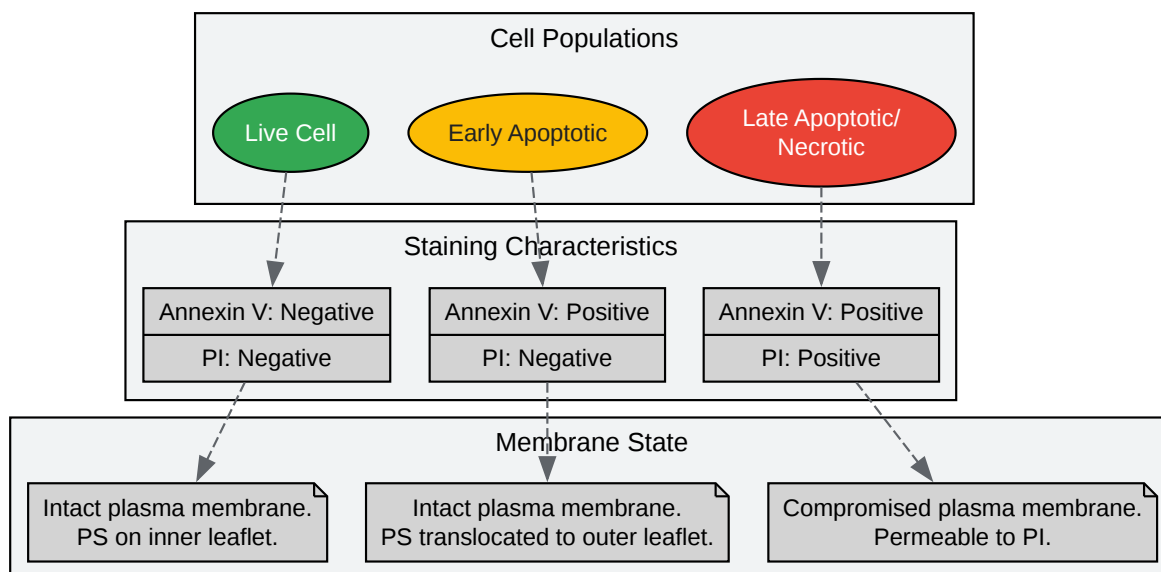 Cell Populations
Live Cell
Early Apoptotic
Late Apoptotic/
Necrotic
Staining Characteristics
Annexin V: Negative
PI: Negative
Annexin V: Positive
PI: Negative
Annexin V: Positive
PI: Positive
Membrane State
Intact plasma membrane.
PS on inner leaflet.
Intact plasma membrane.
PS translocated to outer leaflet.
Compromised plasma membrane.
Permeable to PI.